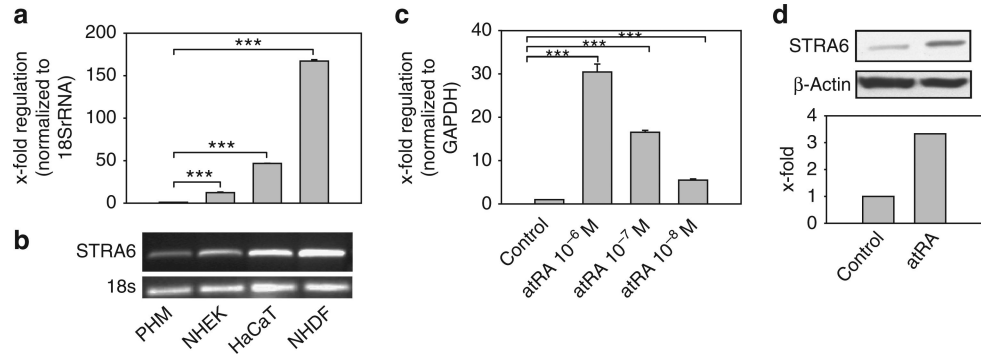 a
x-fold regulation
(normalized to
18SrRNA)
200
150
100
50
0
***
***
***
b
STRA6
18s
PHM
NHEK
HaCaT
NHDF
c
x-fold regulation
(normalized to
GAPDH)
40
30
20
10
0
***
***
***
Control
atRA 10⁻⁶ M
atRA 10⁻⁷ M
atRA 10⁻⁸ M
d
STRA6
β-Actin
x-fold
4
3
2
1
0
Control
atRA